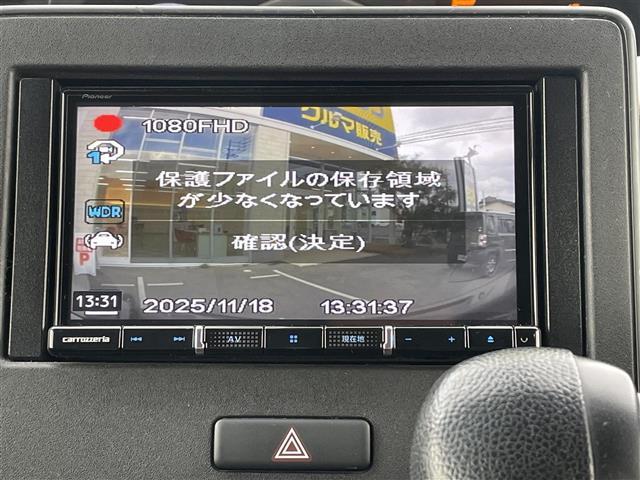 Pioneer
1080FHD
クルマ販売
保護ファイルの保存領域
が少なくなっています
WDR
確認(決定)
P
13:31
2025/11/18
13:31:37
carrozzeria
AV
現在地